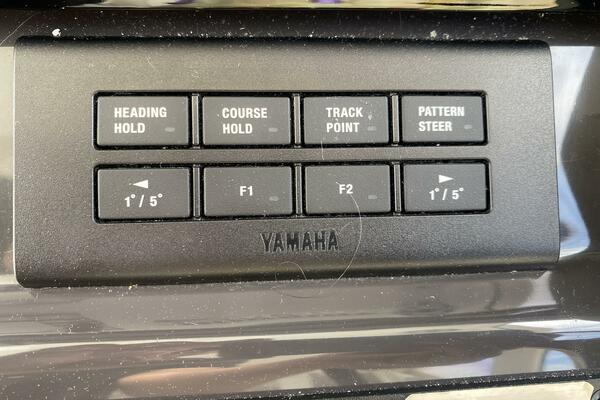 HEADING
HOLD
COURSE
HOLD
TRACK
POINT
PATTERN
STEER
◄
1°/5°
F1
F2
►
1°/5°
YAMAHA